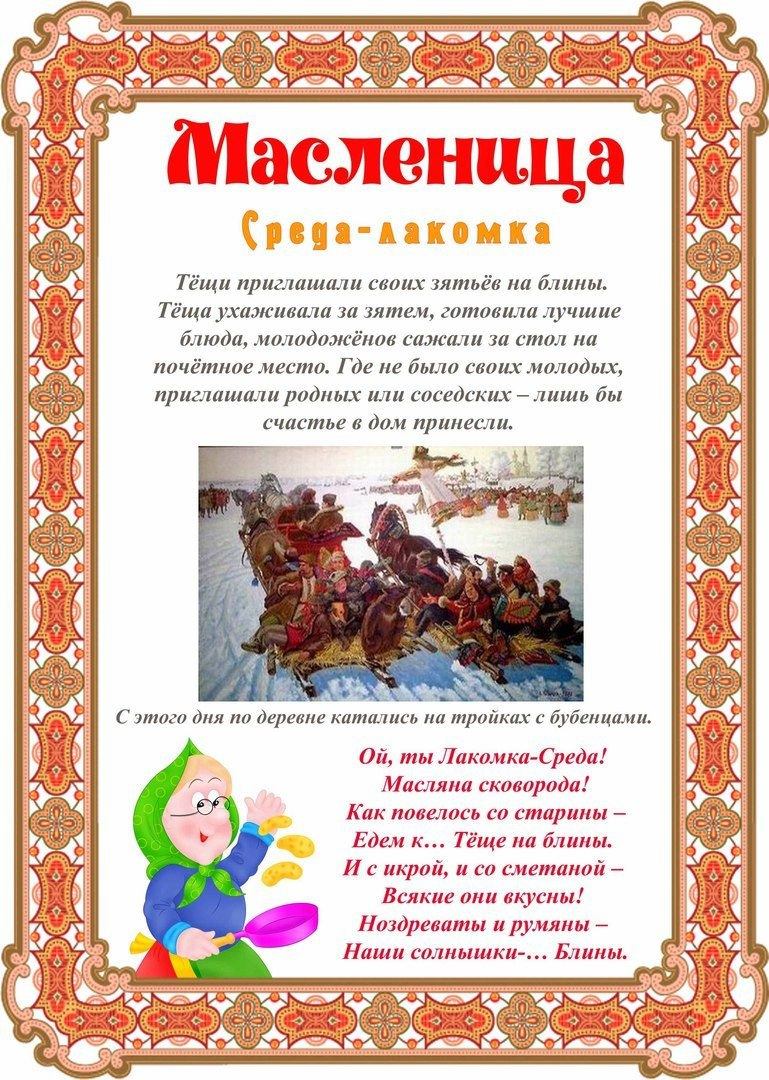 Масленица
Среда-лакомка
Тёщи приглашали своих зятьёв на блины.
Тёща ухаживала за зятем, готовила лучшие
блюда, молодожёнов сажали за стол на
почётное место. Где не было своих молодых,
приглашали родных или соседских – лишь бы
счастье в дом принесли.
С этого дня по деревне катались на тройках с бубенцами.
Ой, ты Лакомка-Среда!
Масляна сковорода!
Как повелось со старины –
Едем к… Тёще на блины.
И с икрой, и со сметаной –
Всякие они вкусны!
Ноздреваты и румяны –
Наши солнышки-… Блины.